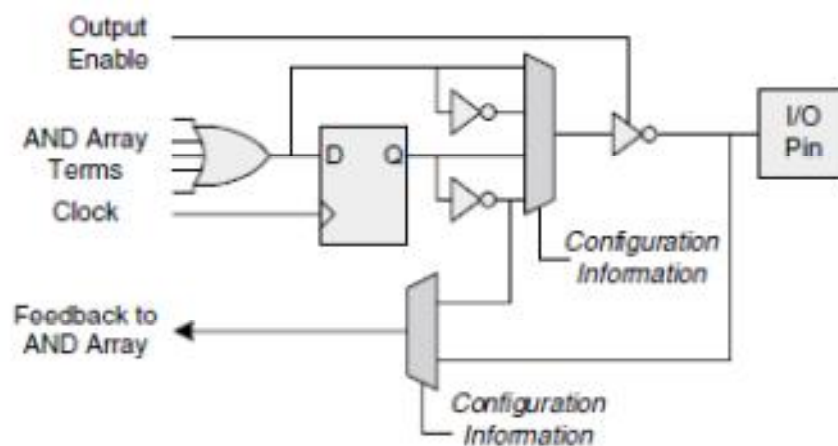 Output
Enable
AND Array
Terms
Clock
D Q
I/O
Pin
Configuration
Information
Feedback to
AND Array
Configuration
Information